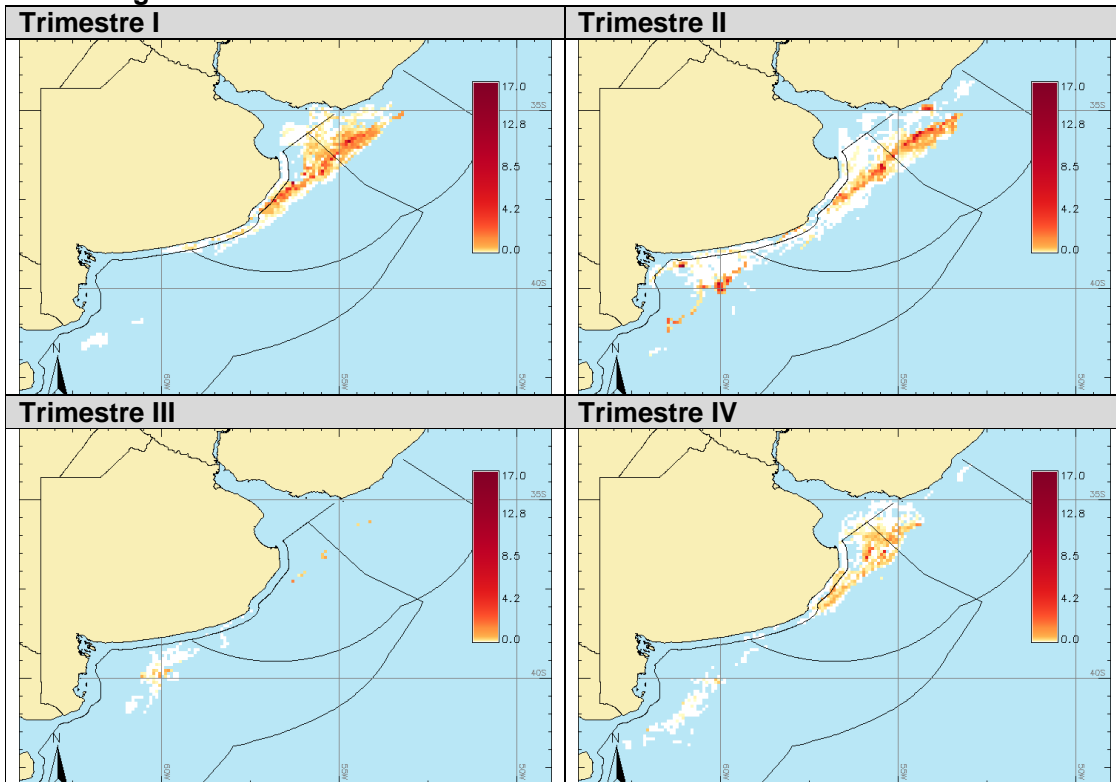 Trimestre I
Trimestre II
17.0
12.8
8.5
4.2
0.0
35S
40S
N
60W
55W
50W
17.0
12.8
8.5
4.2
0.0
35S
40S
N
60W
55W
50W
Trimestre III
Trimestre IV
17.0
12.8
8.5
4.2
0.0
35S
40S
N
60W
55W
50W
17.0
12.8
8.5
4.2
0.0
35S
40S
N
60W
55W
50W